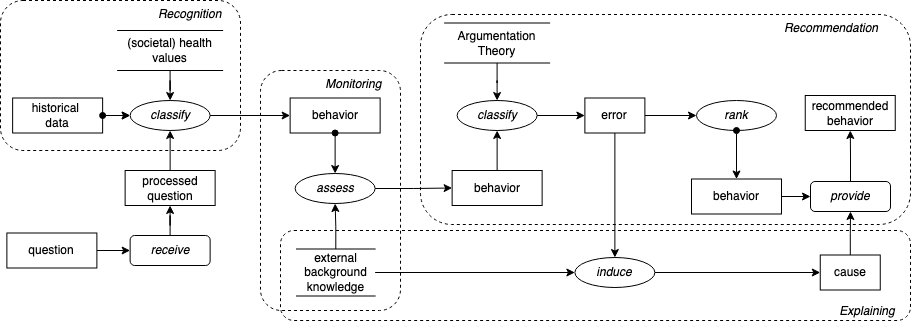 Recognition
(societal) health
values
historical
data
classify
processed
question
question
receive
Monitoring
behavior
assess
external
background
knowledge
Recommendation
Argumentation
Theory
classify
error
rank
recommended
behavior
behavior
behavior
provide
induce
cause
Explaining